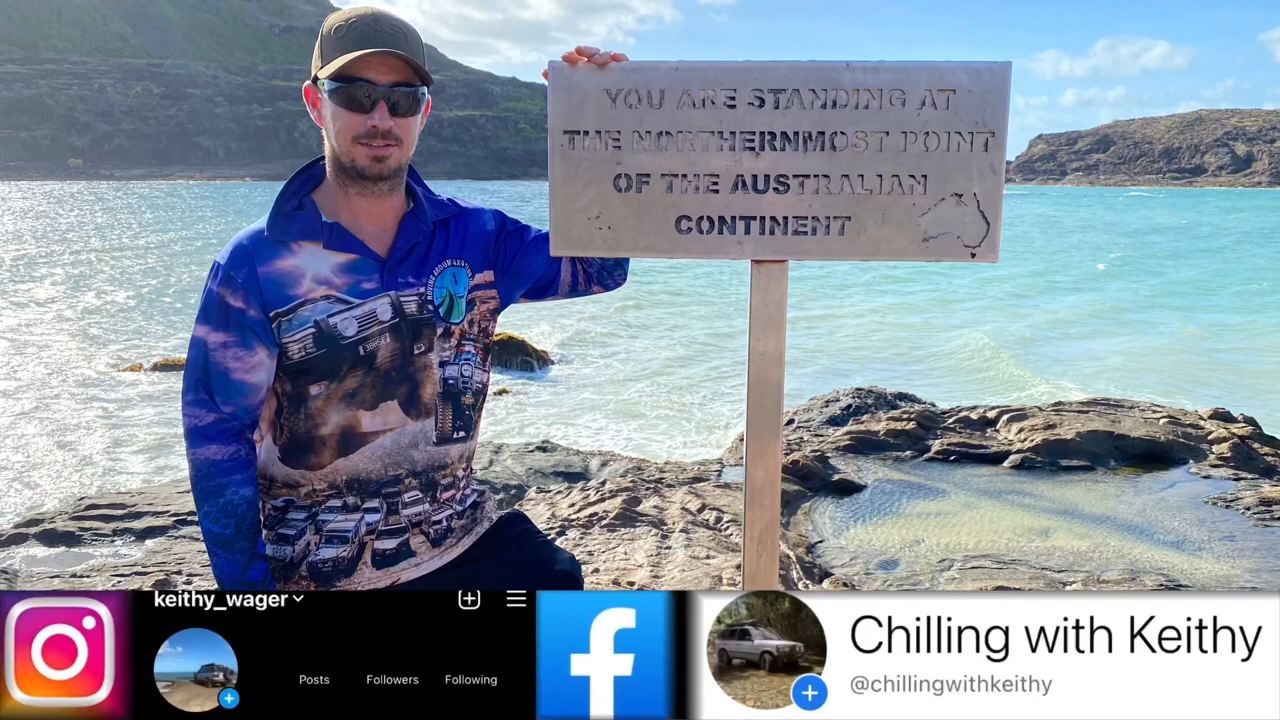 YOU ARE STANDING AT
THE NORTHERNMOST POINT
OF THE AUSTRALIAN
CONTINENT
keithy_wager
Posts Followers Following
Chilling with Keithy
@chillingwithkeithy